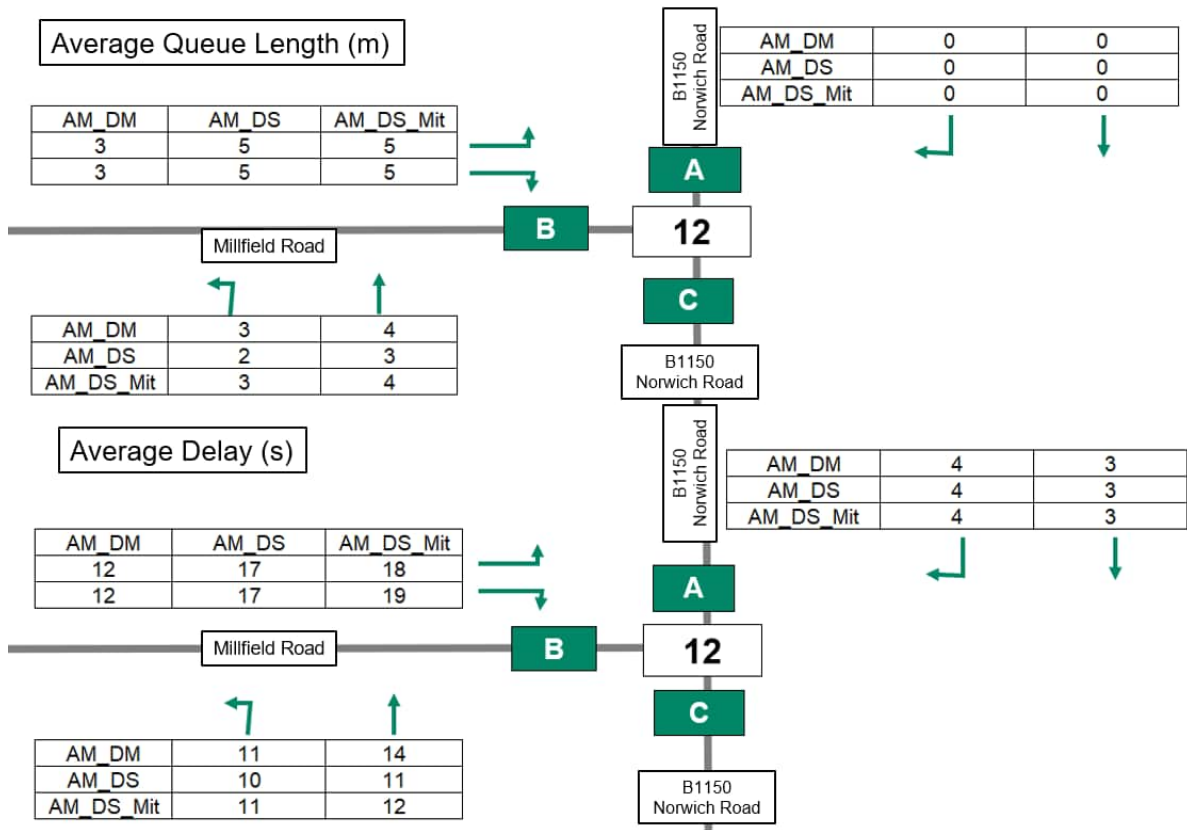 Average Queue Length (m)
B1150
Norwich Road
AM_DM 0 0
AM_DS 0 0
AM_DS_Mit 0 0
AM_DM AM_DS AM_DS_Mit
3 5 5
3 5 5
A
B
12
Millfield Road
C
AM_DM 3 4
AM_DS 2 3
AM_DS_Mit 3 4
B1150
Norwich Road
Average Delay (s)
B1150
Norwich Road
AM_DM 4 3
AM_DS 4 3
AM_DS_Mit 4 3
AM_DM AM_DS AM_DS_Mit
12 17 18
12 17 19
A
Millfield Road
B
12
C
AM_DM 11 14
AM_DS 10 11
AM_DS_Mit 11 12
B1150
Norwich Road